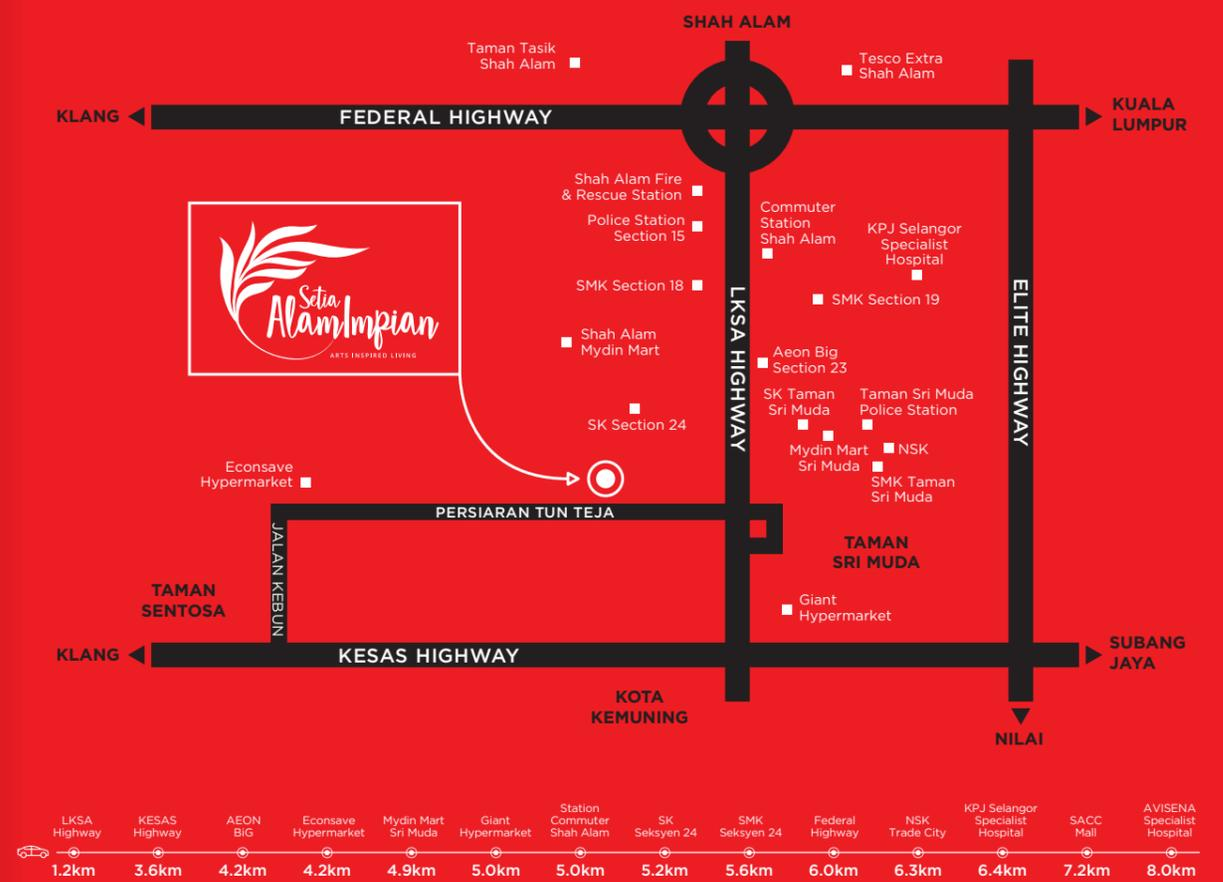 SHAH ALAM
Taman Tasik
Shah Alam
Tesco Extra
Shah Alam
KLANG
FEDERAL HIGHWAY
KUALA
LUMPUR
Shah Alam Fire
& Rescue Station
Police Station
Section 15
Commuter
Station
Shah Alam
KPJ Selangor
Specialist
Hospital
SMK Section 18
SMK Section 19
Setia
AlamImpian
ARTS INSPIRED LIVING
Shah Alam
Mydin Mart
LKSA HIGHWAY
ELITE HIGHWAY
Aeon Big
Section 23
SK Taman
Sri Muda
Taman Sri Muda
Police Station
SK Section 24
Mydin Mart
Sri Muda
NSK
SMK Taman
Sri Muda
Econsave
Hypermarket
PERSIARAN TUN TEJA
JALAN KEBUN
TAMAN
SRI MUDA
TAMAN
SENTOSA
Giant
Hypermarket
KLANG
KESAS HIGHWAY
SUBANG
JAYA
KOTA
KEMUNING
NILAI
LKSA
Highway
1.2km
KESAS
Highway
3.6km
AEON
BiG
4.2km
Econsave
Hypermarket
4.2km
Mydin Mart
Sri Muda
4.9km
Giant
Hypermarket
5.0km
Station
Commuter
Shah Alam
5.0km
SK
Seksyen 24
5.2km
SMK
Seksyen 24
5.6km
Federal
Highway
6.0km
NSK
Trade City
6.3km
KPJ Selangor
Specialist
Hospital
6.4km
SACC
Mall
7.2km
AVISENA
Specialist
Hospital
8.0km